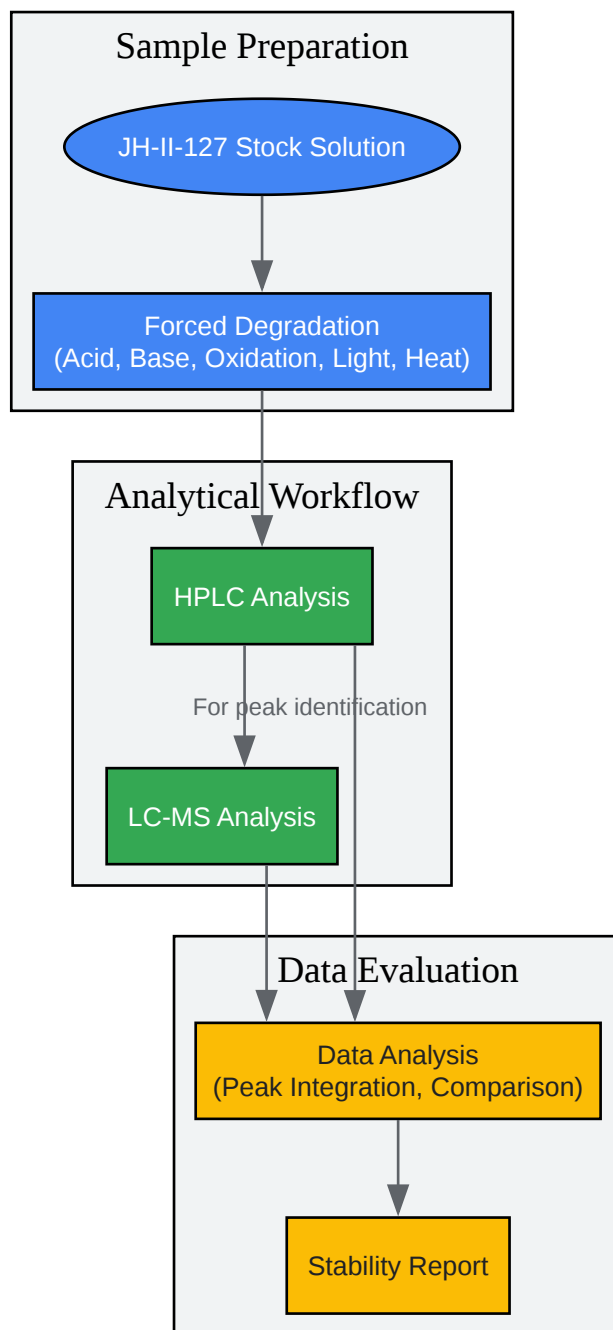 Sample Preparation
JH-II-127 Stock Solution
Forced Degradation
(Acid, Base, Oxidation, Light, Heat)
Analytical Workflow
HPLC Analysis
For peak identification
LC-MS Analysis
Data Evaluation
Data Analysis
(Peak Integration, Comparison)
Stability Report